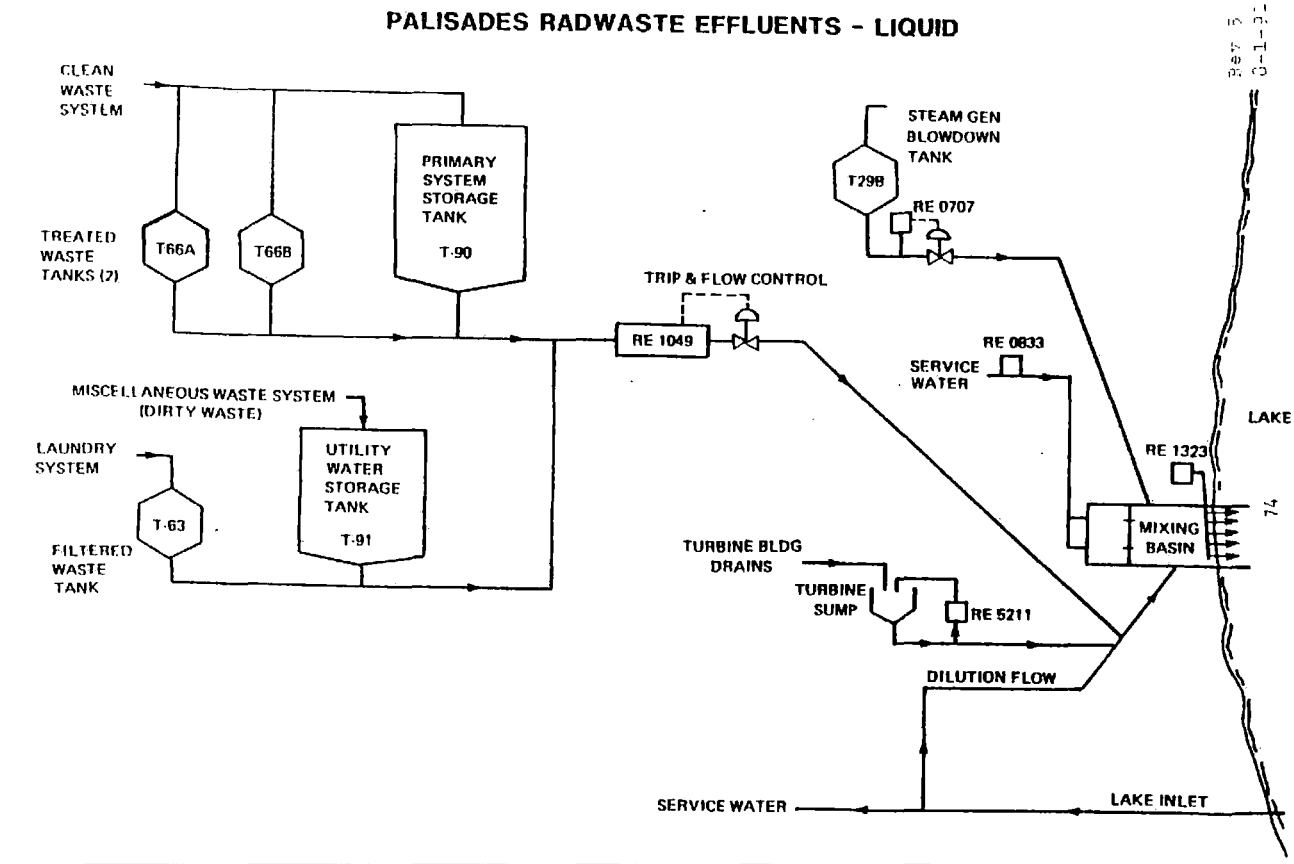 PALISADES RADWASTE EFFLUENTS - LIQUID
Rev 5
CLEAN
WASTE
SYSTEM
PRIMARY
SYSTEM
STORAGE
TANK
T-90
TREATED
WASTE
TANKS (2)
T66A
T66B
STEAM GEN
BLOWDOWN
TANK
T29B
RE 0707
TRIP & FLOW CONTROL
RE 1049
RE 0833
SERVICE
WATER
LAKE
MISCELLANEOUS WASTE SYSTEM
(DIRTY WASTE)
LAUNDRY
SYSTEM
UTILITY
WATER
STORAGE
TANK
T-91
T-63
FILTERED
WASTE
TANK
RE 1323
MIXING
BASIN
74
TURBINE BLDG
DRAINS
TURBINE
SUMP
RE 5211
DILUTION FLOW
SERVICE WATER
LAKE INLET